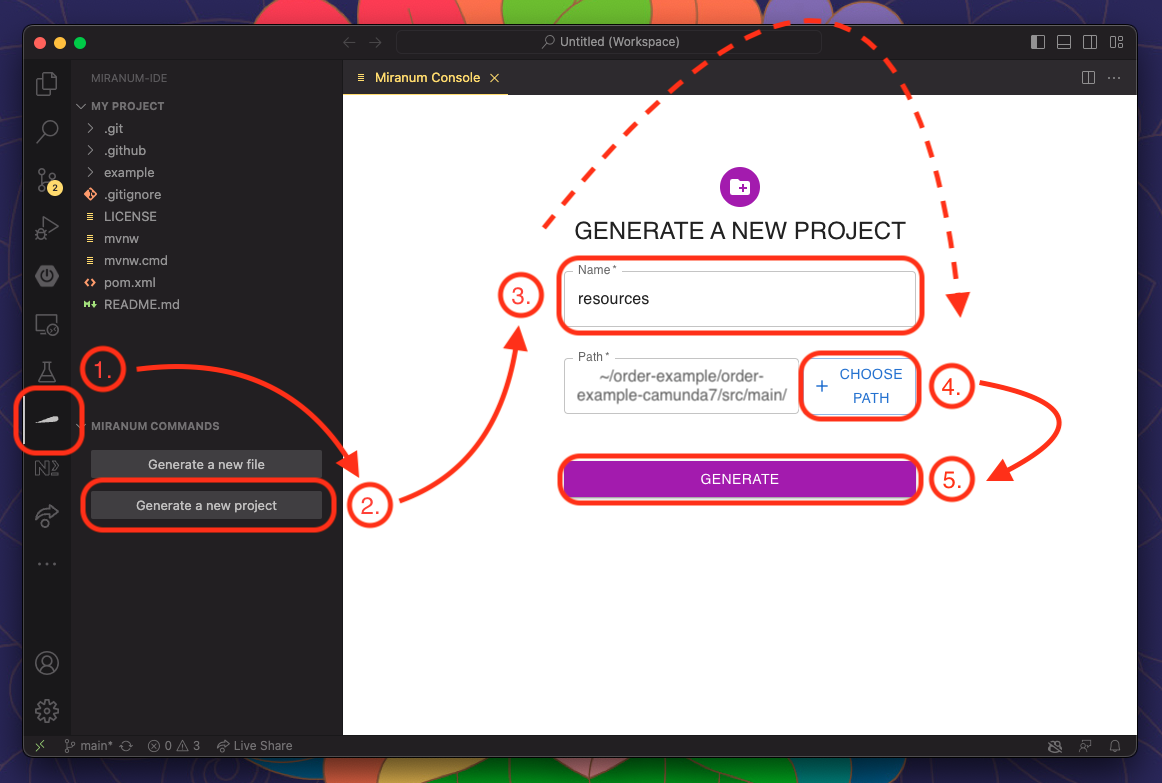 Untitled (Workspace)
MIRANUM-IDE
MY PROJECT
.git
.github
example
.gitignore
LICENSE
mvnw
mvnw.cmd
pom.xml
README.md
2
1.
MIRANUM COMMANDS
Generate a new file
Generate a new project
2.
Miranum Console
GENERATE A NEW PROJECT
3.
Name *
resources
Path *
~/order-example/order-
example-camunda7/src/main/
+ CHOOSE
PATH
4.
GENERATE
5.
main* 0 3 Live Share